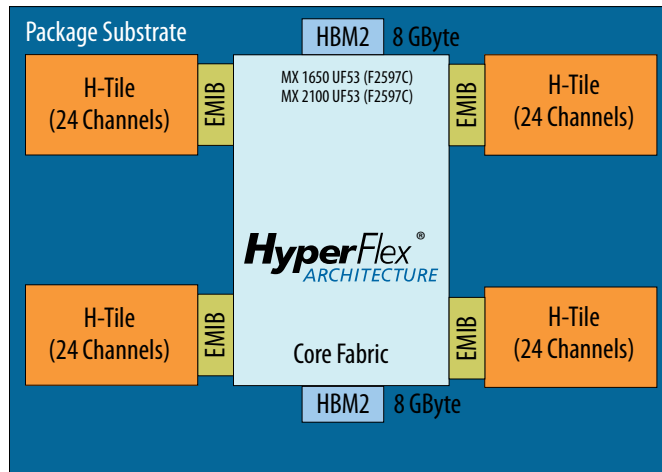 Package Substrate
HBM2 8 GByte
H-Tile
(24 Channels)
EMIB
MX 1650 UF53 (F2597C)
MX 2100 UF53 (F2597C)
EMIB
H-Tile
(24 Channels)
HyperFlex®
ARCHITECTURE
H-Tile
(24 Channels)
EMIB
Core Fabric
EMIB
H-Tile
(24 Channels)
HBM2 8 GByte